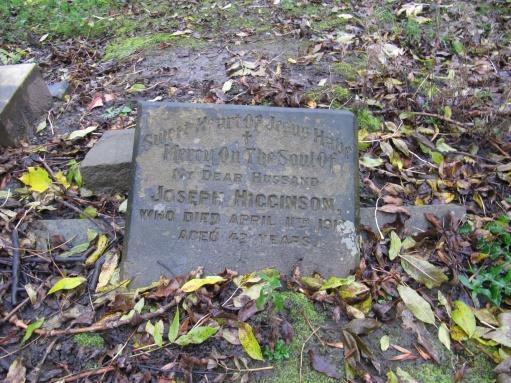 Sweet Heart Of Jesus Have
Mercy On The Soul Of
My Dear Husband
Joseph Higginson
WHO DIED APRIL 11TH
AGED 42 YEARS.